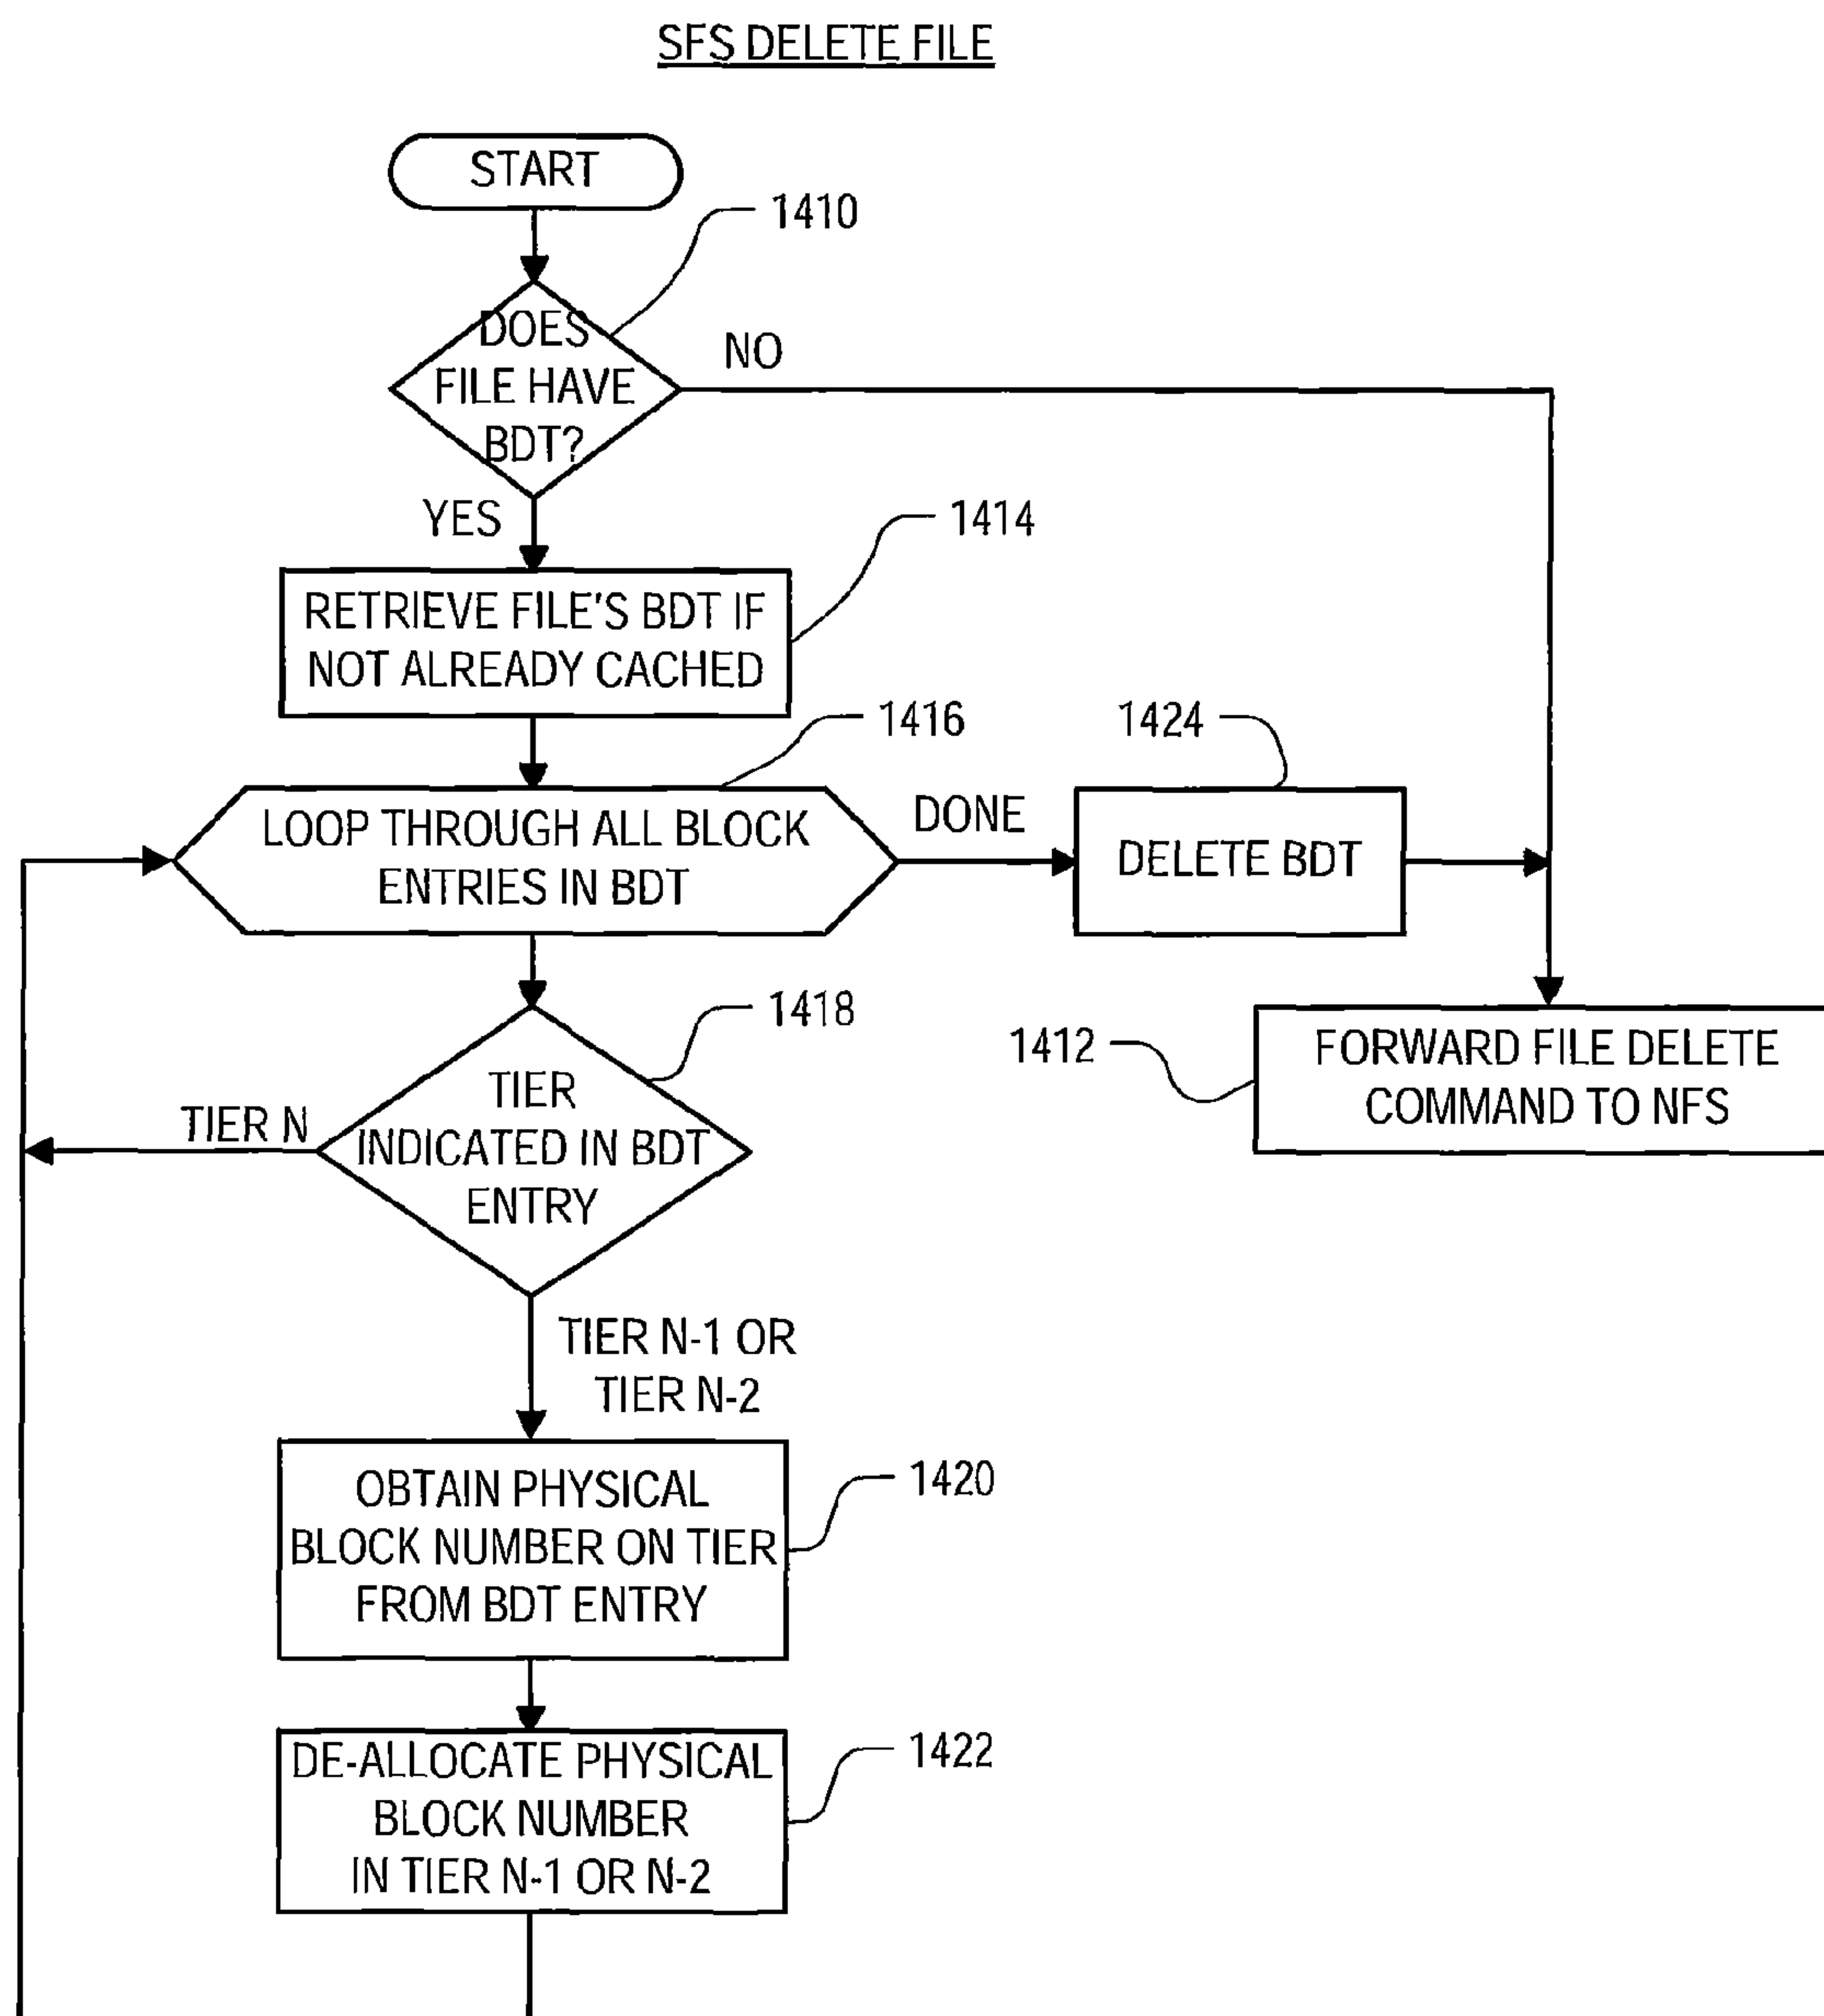 SFS DELETE FILE
START
1410
DOES
FILE HAVE
BDT?
NO
YES
1414
RETRIEVE FILE'S BDT IF
NOT ALREADY CACHED
1416
1424
LOOP THROUGH ALL BLOCK
ENTRIES IN BDT
DONE
DELETE BDT
1418
1412
FORWARD FILE DELETE
COMMAND TO NFS
TIER N
TIER
INDICATED IN BDT
ENTRY
TIER N-1 OR
TIER N-2
1420
OBTAIN PHYSICAL
BLOCK NUMBER ON TIER
FROM BDT ENTRY
1422
DE-ALLOCATE PHYSICAL
BLOCK NUMBER
IN TIER N-1 OR N-2